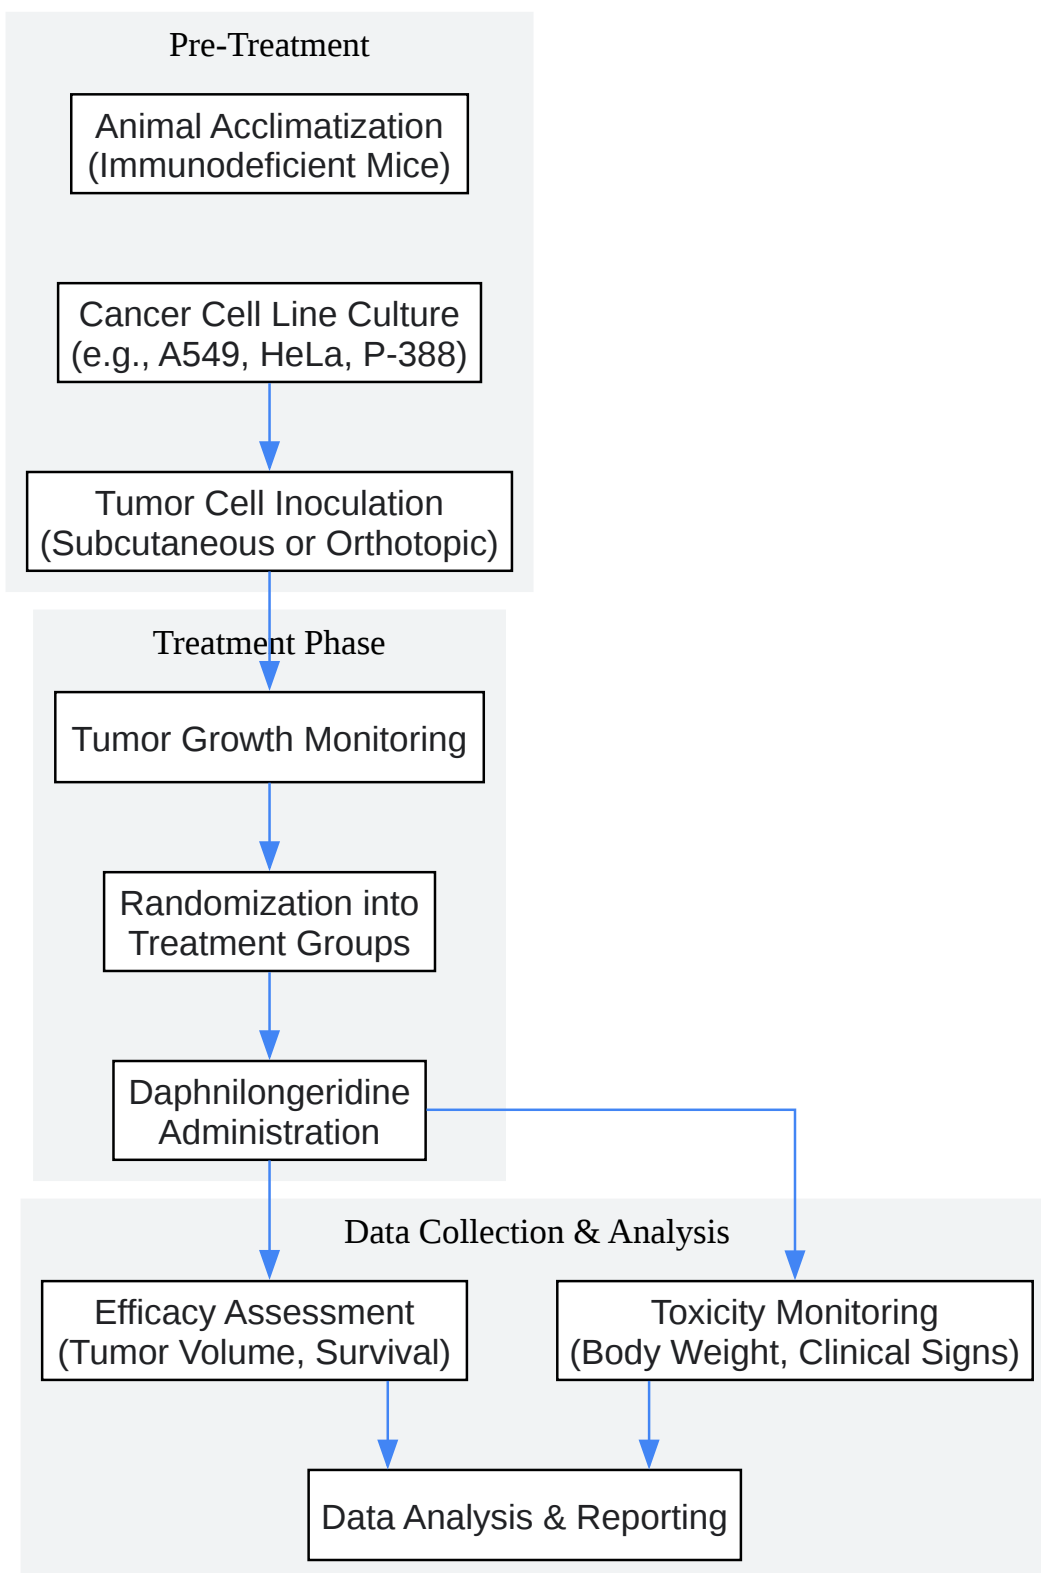 Pre-Treatment
Animal Acclimatization
(Immunodeficient Mice)
Cancer Cell Line Culture
(e.g., A549, HeLa, P-388)
Tumor Cell Inoculation
(Subcutaneous or Orthotopic)
Treatment Phase
Tumor Growth Monitoring
Randomization into
Treatment Groups
Daphnilongeridine
Administration
Data Collection & Analysis
Efficacy Assessment
(Tumor Volume, Survival)
Toxicity Monitoring
(Body Weight, Clinical Signs)
Data Analysis & Reporting